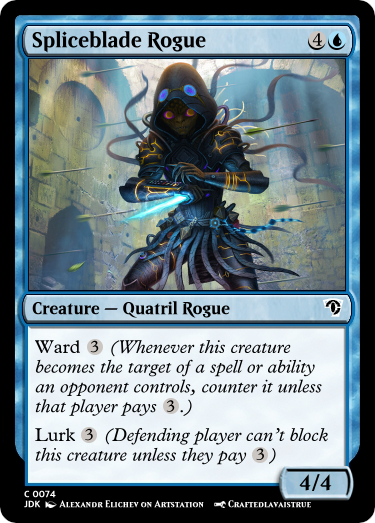 Spliceblade Rogue 4
Creature — Quatril Rogue
Ward 3 (Whenever this creature
becomes the target of a spell or ability
an opponent controls, counter it unless
that player pays 3.)
Lurk 3 (Defending player can't block
this creature unless they pay 3)
4/4
C 0074
JDK Alexandr Elichev on Artstation Craftedlavaistrue